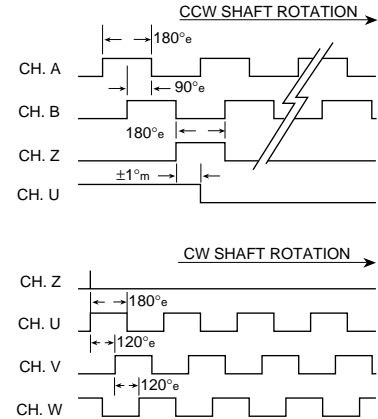 CCW SHAFT ROTATION
180°e
CH. A
90°e
CH. B
180°e
CH. Z
±1°m
CH. U
CW SHAFT ROTATION
CH. Z
180°e
CH. U
120°e
CH. V
120°e
CH. W